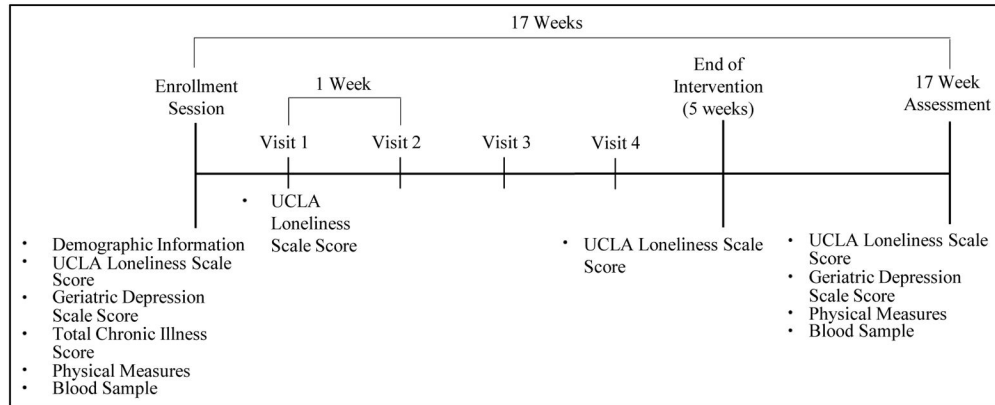 17 Weeks
Enrollment
Session
1 Week
End of
Intervention
(5 weeks)
17 Week
Assessment
Visit 1
Visit 2
Visit 3
Visit 4
• UCLA
Loneliness
Scale Score
• Demographic Information
• UCLA Loneliness Scale
Score
• Geriatric Depression
Scale Score
• Total Chronic Illness
Score
• Physical Measures
• Blood Sample
• UCLA Loneliness Scale
Score
• UCLA Loneliness Scale
Score
• Geriatric Depression
Scale Score
• Physical Measures
• Blood Sample